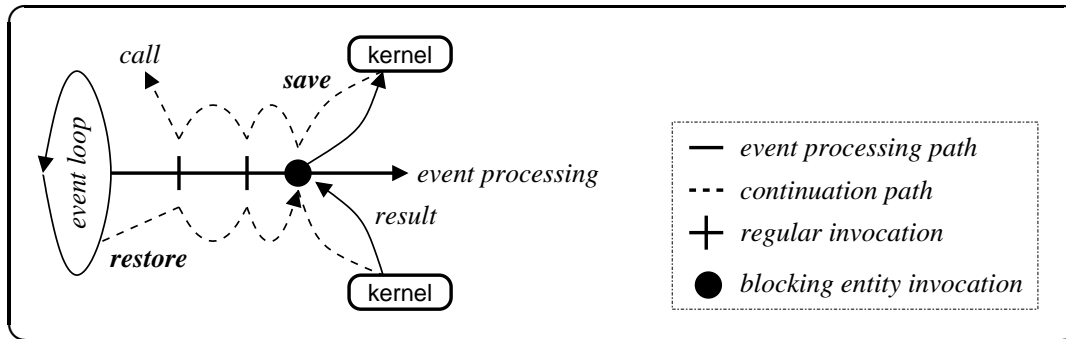 call
kernel
save
event loop
event processing
result
restore
kernel
event processing path
continuation path
regular invocation
blocking entity invocation